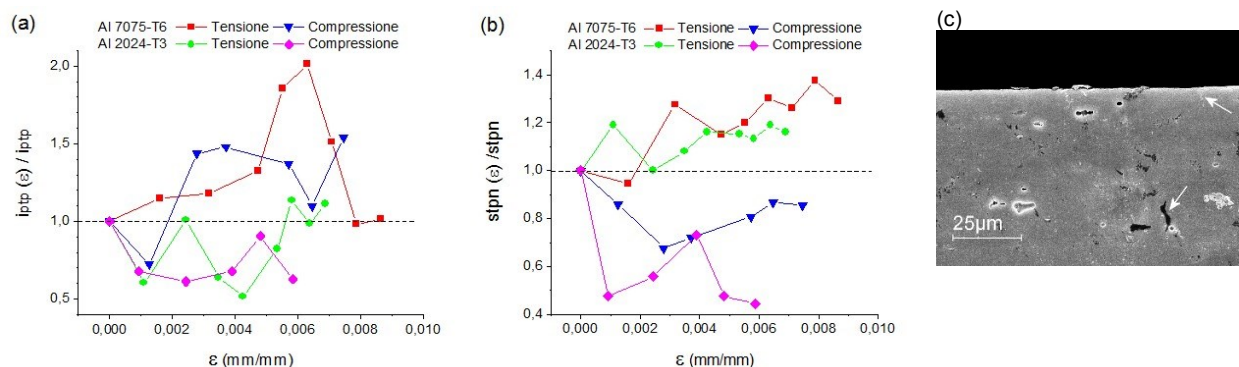 (a)
Al 7075-T6 Tensione Compressione
Al 2024-T3 Tensione Compressione
iptp (ε) / iptp
2,0
1,5
1,0
0,5
0,000 0,002 0,004 0,006 0,008 0,010
ε (mm/mm)
(b)
Al 7075-T6 Tensione Compressione
Al 2024-T3 Tensione Compressione
stpn (ε) /stpn
1,4
1,2
1,0
0,8
0,6
0,4
0,000 0,002 0,004 0,006 0,008 0,010
ε (mm/mm)
(c)
25µm